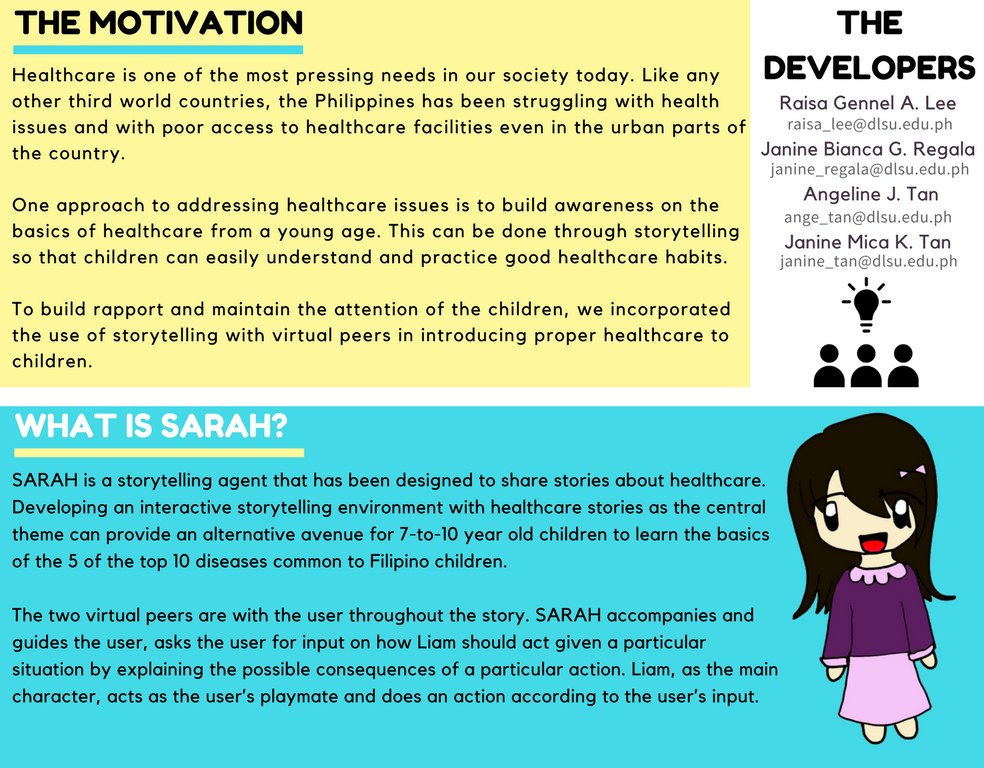 THE MOTIVATION
Healthcare is one of the most pressing needs in our society today. Like any
other third world countries, the Philippines has been struggling with health
issues and with poor access to healthcare facilities even in the urban parts of
the country.
One approach to addressing healthcare issues is to build awareness on the
basics of healthcare from a young age. This can be done through storytelling
so that children can easily understand and practice good healthcare habits.
To build rapport and maintain the attention of the children, we incorporated
the use of storytelling with virtual peers in introducing proper healthcare to
children.
THE
DEVELOPERS
Raisa Gennel A. Lee
raisa_lee@dlsu.edu.ph
Janine Bianca G. Regala
janine_regala@dlsu.edu.ph
Angeline J. Tan
ange_tan@dlsu.edu.ph
Janine Mica K. Tan
janine_tan@dlsu.edu.ph
WHAT IS SARAH?
SARAH is a storytelling agent that has been designed to share stories about healthcare.
Developing an interactive storytelling environment with healthcare stories as the central
theme can provide an alternative avenue for 7-to-10 year old children to learn the basics
of the 5 of the top 10 diseases common to Filipino children.
The two virtual peers are with the user throughout the story. SARAH accompanies and
guides the user, asks the user for input on how Liam should act given a particular
situation by explaining the possible consequences of a particular action. Liam, as the main
character, acts as the user's playmate and does an action according to the user's input.